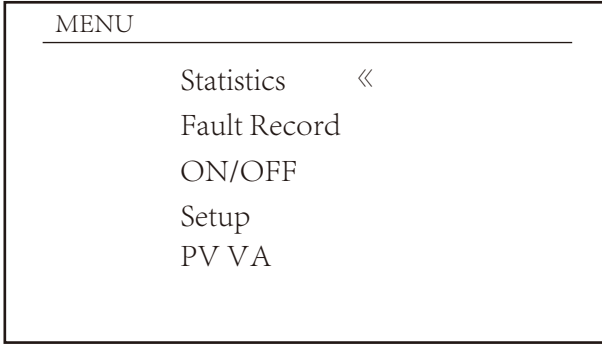 MENU
Statistics 《
Fault Record
ON/OFF
Setup
PV VA